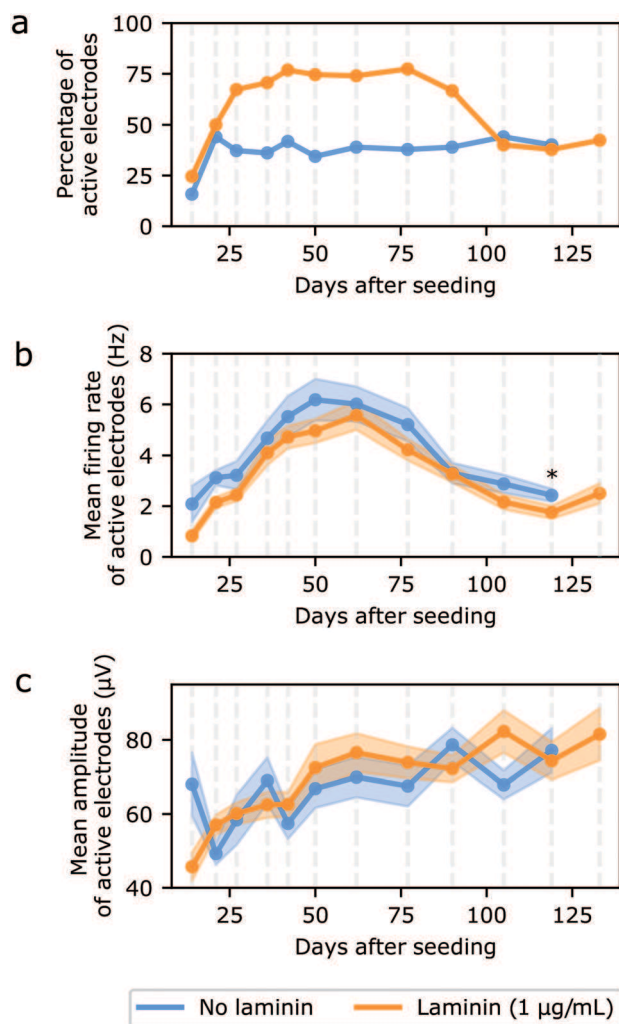 a
Percentage of
active electrodes
100
75
50
25
0
25 50 75 100 125
Days after seeding
b
Mean firing rate
of active electrodes (Hz)
8
6
4
2
0
*
25 50 75 100 125
Days after seeding
c
Mean amplitude
of active electrodes (µV)
80
60
40
25 50 75 100 125
Days after seeding
No laminin Laminin (1 µg/mL)